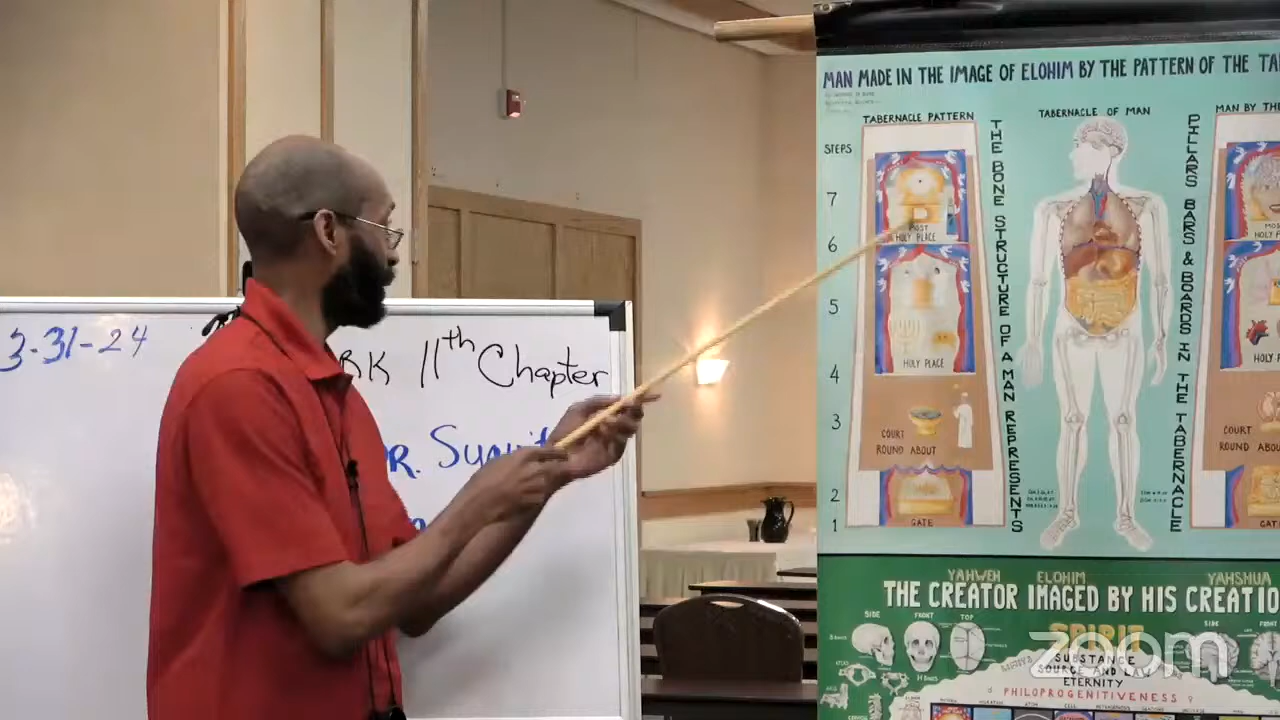 3-31-24
RK 11th Chapter
R.
MAN MADE IN THE IMAGE OF ELOHIM BY THE PATTERN OF THE TA
TABERNACLE PATTERN
TABERNACLE OF MAN
MAN BY THE
STEPS
7
6
5
4
3
2
1
MOST
HOLY PLACE
HOLY PLACE
COURT
ROUND ABOUT
GATE
THE BONE STRUCTURE OF A MAN REPRESENTS
PILLARS BARS & BOARDS IN THE TABERNACLE
MOST
HOLY P
HOLY P
COURT
ROUND ABOUT
GAT
YAHWEH ELOHIM YAHSHUA
THE CREATOR IMAGED BY HIS CREATIO
SIDE FRONT TOP
SIDE FRONT
SPIRIT
SUBSTANCE
SOURCE AND LAW
ETERNITY
PHILOPROGENITIVENESS
zoom